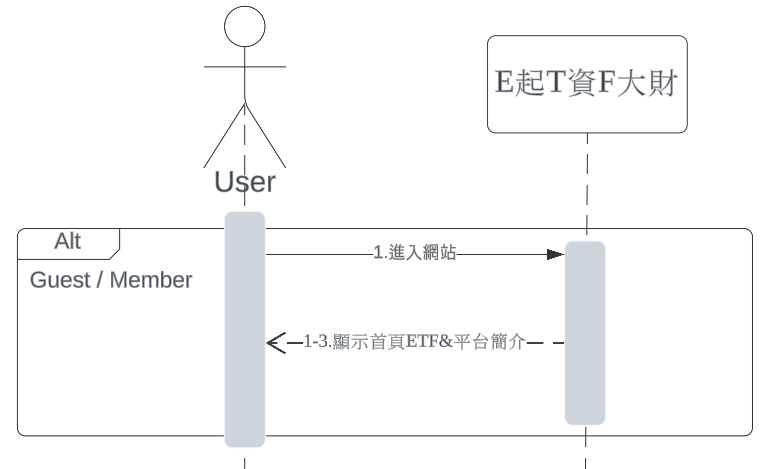 E起T資F大財
User
Alt
Guest / Member
1.進入網站
1-3.顯示首頁ETF&平台簡介